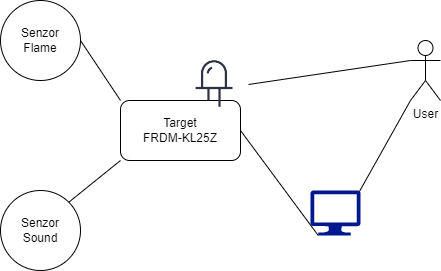 Senzor
Flame
Target
FRDM-KL25Z
User
Senzor
Sound